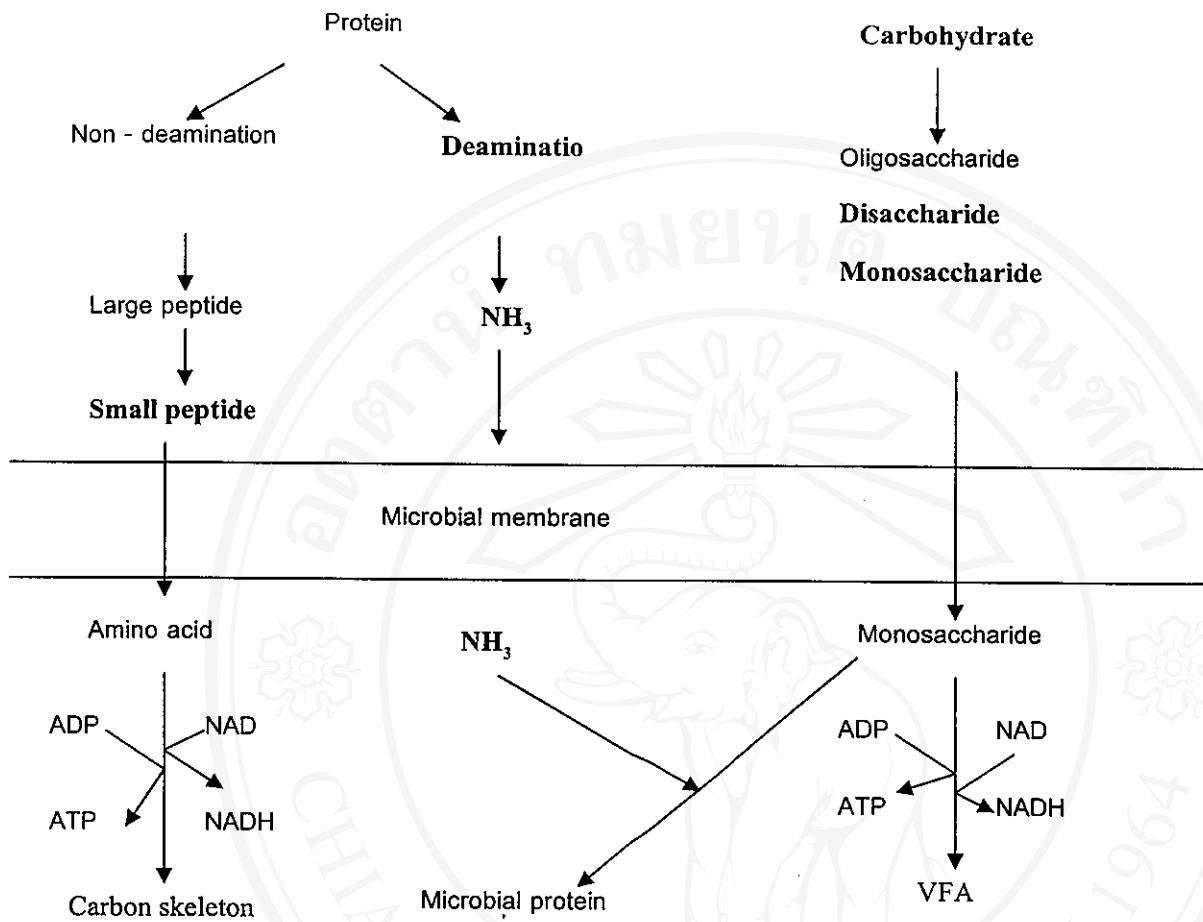 Protein
Carbohydrate
Non - deamination
Deaminatio
Oligosaccharide
Disaccharide
Monosaccharide
Large peptide
NH₃
Small peptide
Microbial membrane
Amino acid
NH₃
Monosaccharide
ADP
NAD
ADP
NAD
ATP
NADH
ATP
NADH
Carbon skeleton
Microbial protein
VFA
1964